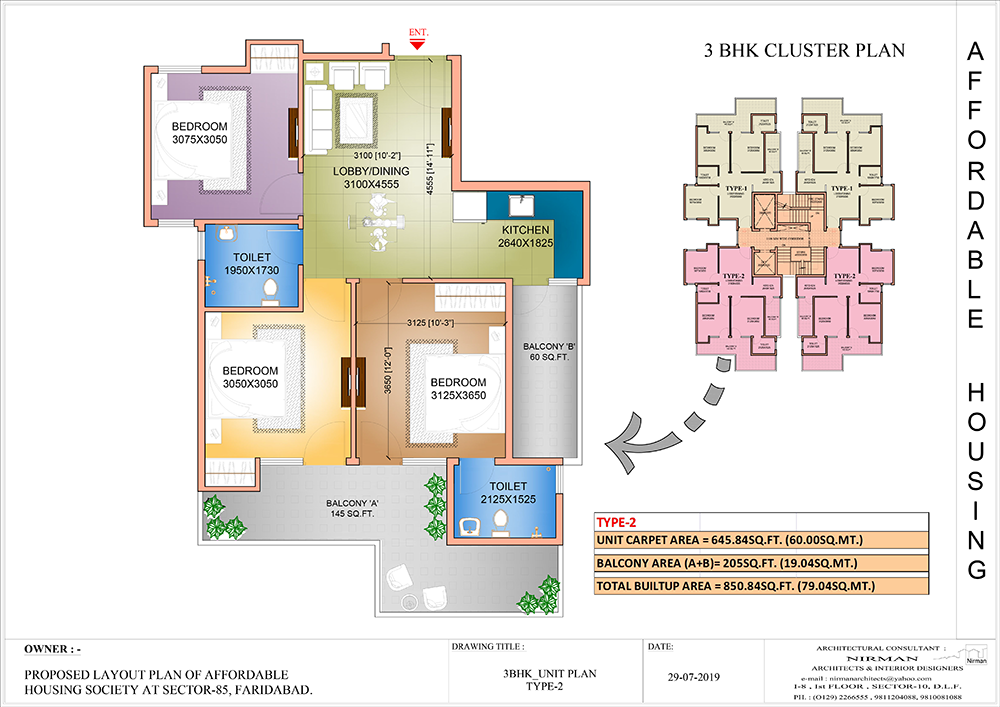 ENT.
3 BHK CLUSTER PLAN
AFFORDABLE HOUSING
BEDROOM
3075X3050
3100 [10'-2"]
LOBBY/DINING
3100X4555
4555 [14'-11"]
KITCHEN
2640X1825
TOILET
1950X1730
TYPE-1
TYPE-1
TYPE-2
TYPE-2
3125 [10'-3"]
BALCONY 'B'
60 SQ.FT.
BEDROOM
3050X3050
3650 [12'-0"]
BEDROOM
3125X3650
TOILET
2125X1525
BALCONY 'A'
145 SQ.FT.
TYPE-2
UNIT CARPET AREA = 645.84SQ.FT. (60.00SQ.MT.)
BALCONY AREA (A+B)= 205SQ.FT. (19.04SQ.MT.)
TOTAL BUILTUP AREA = 850.84SQ.FT. (79.04SQ.MT.)
OWNER : -
PROPOSED LAYOUT PLAN OF AFFORDABLE
HOUSING SOCIETY AT SECTOR-85, FARIDABAD.
DRAWING TITLE :
3BHK_UNIT PLAN
TYPE-2
DATE:
29-07-2019
ARCHITECTURAL CONSULTANT :
NIRMAN
ARCHITECTS & INTERIOR DESIGNERS
e-mail : nirmanarchitects@yahoo.com
1-8 , 1st FLOOR , SECTOR-10, D.L.F.
PH. : (O129) 2266555 , 9811204088, 9810081088
Nirman